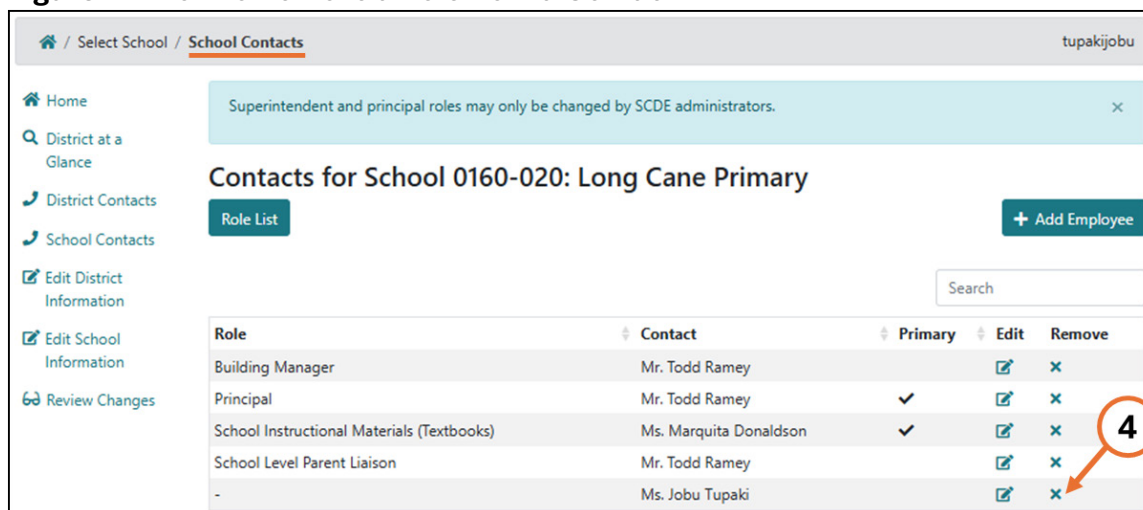 / Select School / School Contacts
tupakijobu
Home
District at a
Glance
District Contacts
School Contacts
Edit District
Information
Edit School
Information
Review Changes
Superintendent and principal roles may only be changed by SCDE administrators. ×
Contacts for School 0160-020: Long Cane Primary
Role List
+ Add Employee
Search
Role Contact Primary Edit Remove
Building Manager Mr. Todd Ramey
Principal Mr. Todd Ramey
School Instructional Materials (Textbooks) Ms. Marquita Donaldson
School Level Parent Liaison Mr. Todd Ramey
- Ms. Jobu Tupaki
4